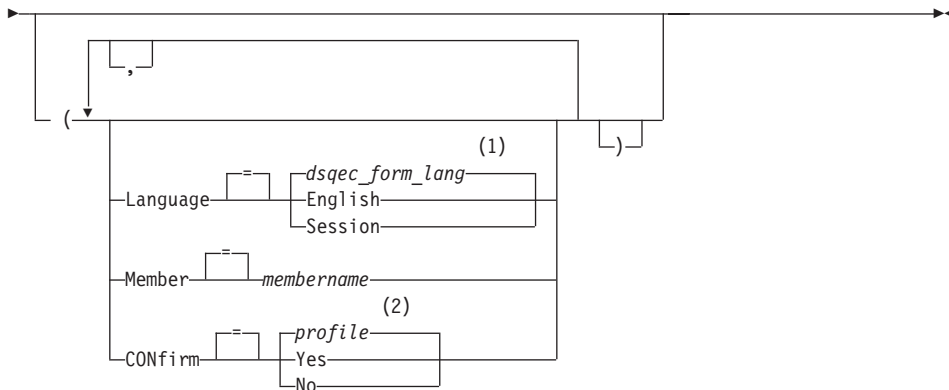 ,
(
)
(1)
=
dsqec_form_lang
Language
English
Session
=
Member
membername
(2)
=
profile
CONfirm
Yes
No